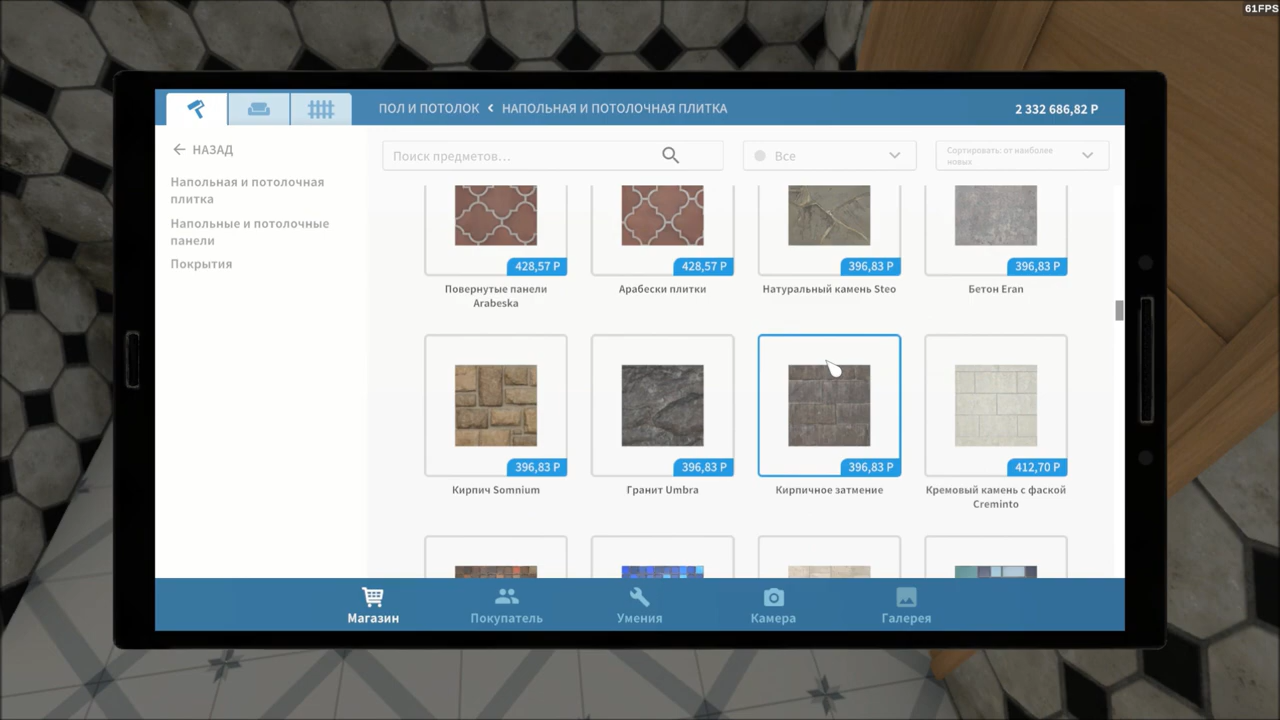 61FPS
ПОЛ И ПОТОЛОК < НАПОЛЬНАЯ И ПОТОЛОЧНАЯ ПЛИТКА
2 332 686,82 Р
НАЗАД
Напольная и потолочная
плитка
Напольные и потолочные
панели
Покрытия
Поиск предметов...
Все
Сортировать: от наиболее
новых
428,57 Р
428,57 Р
396,83 Р
396,83 Р
Повернутые панели
Arabeska
Арабески плитки
Натуральный камень Steo
Бетон Eran
396,83 Р
396,83 Р
396,83 Р
412,70 Р
Кирпич Somnium
Гранит Umbra
Кирпичное затмение
Кремовый камень с фаской
Creminto
Магазин
Покупатель
Умения
Камера
Галерея